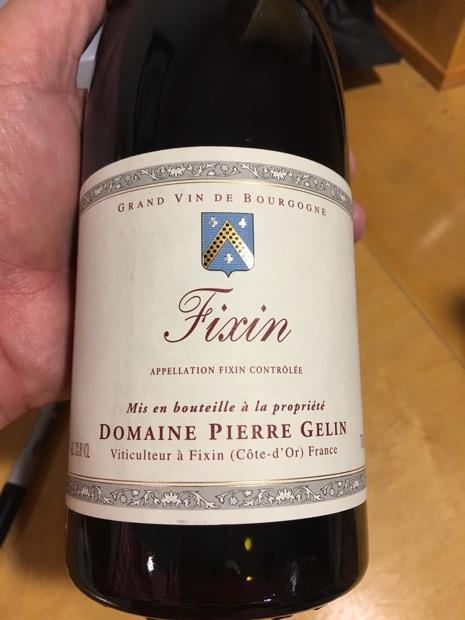 GRAND VIN DE BOURGOGNE
Fixin
APPELLATION FIXIN CONTRÔLÉE
Mis en bouteille à la propriété
DOMAINE PIERRE GELIN
Viticulteur à Fixin (Côte-d'Or) France